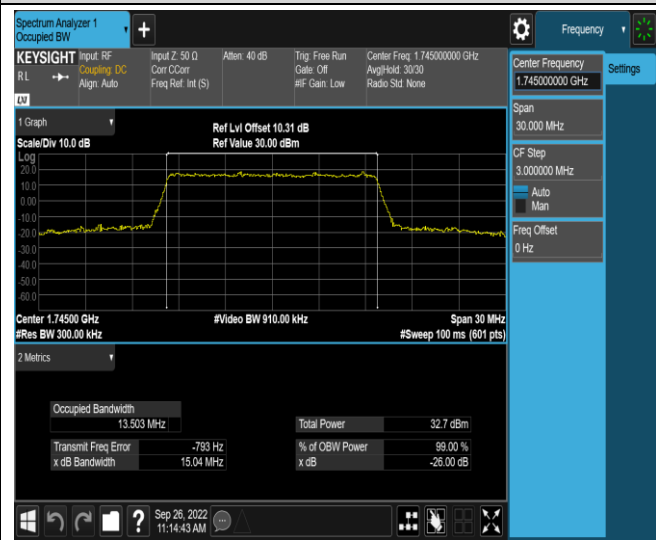 Spectrum Analyzer 1
Occupied BW
Frequency
KEYSIGHT
Input: RF
Coupling: DC
Align: Auto
Input Z: 50 Ω
Corr CCorr
Freq Ref: Int (S)
Atten: 40 dB
Trig: Free Run
Gate: Off
#IF Gain: Low
Center Freq: 1.745000000 GHz
Avg|Hold: 30/30
Radio Std: None
RL
LXI
Center Frequency
1.745000000 GHz
Settings
Span
30.000 MHz
CF Step
3.000000 MHz
Auto
Man
Freq Offset
0 Hz
1 Graph
Scale/Div 10.0 dB
Ref Lvl Offset 10.31 dB
Ref Value 30.00 dBm
Log
20.0
10.0
0.00
-10.0
-20.0
-30.0
-40.0
-50.0
-60.0
Center 1.74500 GHz
#Video BW 910.00 kHz
Span 30 MHz
#Res BW 300.00 kHz
#Sweep 100 ms (601 pts)
2 Metrics
Occupied Bandwidth
13.503 MHz
Total Power 32.7 dBm
Transmit Freq Error -793 Hz
% of OBW Power 99.00 %
x dB Bandwidth 15.04 MHz
x dB -26.00 dB
Sep 26, 2022
11:14:43 AM